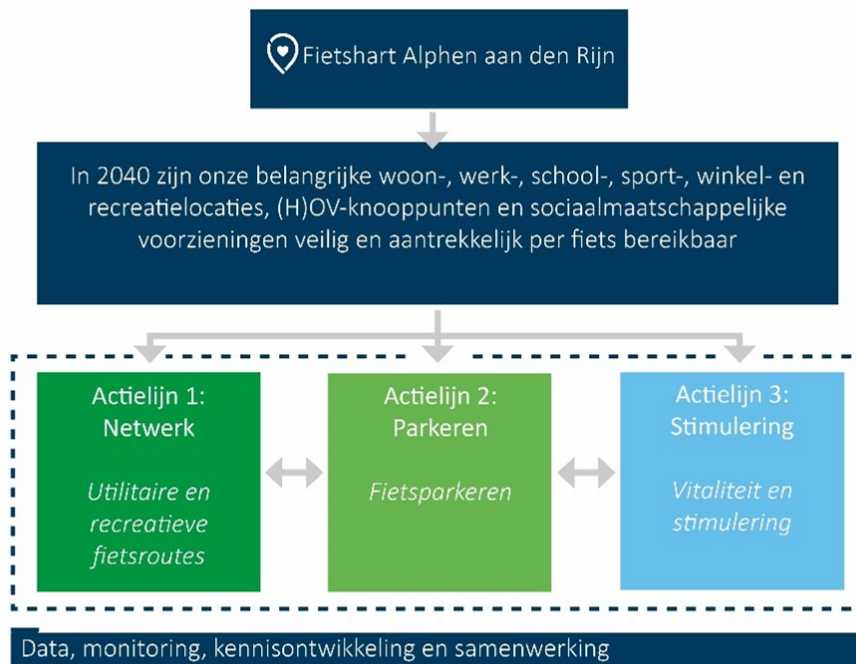 Fietshart Alphen aan den Rijn
In 2040 zijn onze belangrijke woon-, werk-, school-, sport-, winkel- en
recreatielocaties, (H)OV-knooppunten en sociaalmaatschappelijke
voorzieningen veilig en aantrekkelijk per fiets bereikbaar
Actielijn 1:
Netwerk
Utilitaire en
recreatieve
fietsroutes
Actielijn 2:
Parkeren
Fietsparkeren
Actielijn 3:
Stimulering
Vitaliteit en
stimulering
Data, monitoring, kennisontwikkeling en samenwerking